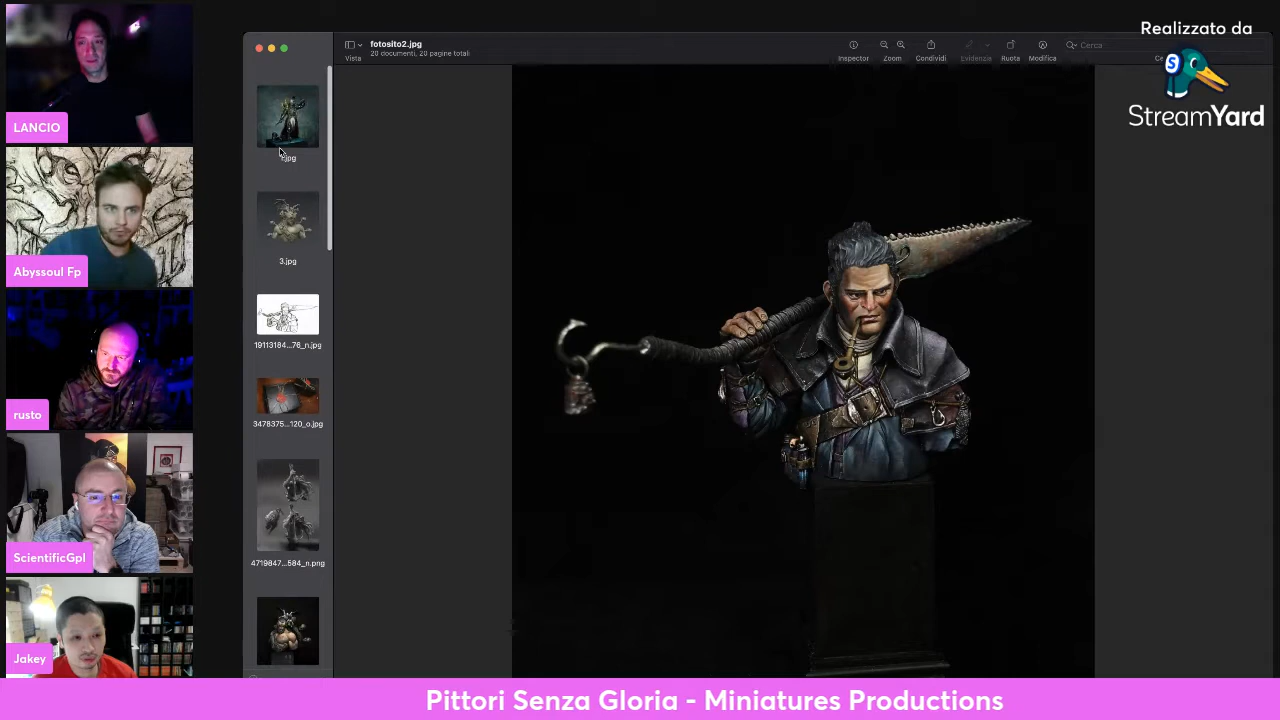 LANCIO
Abyssoul Fp
rusto
ScientificGpl
Jakey
fotosito2.jpg
20 documenti, 20 pagine totali
Vista
Inspector
Zoom
Condividi
Evidenzia
Ruota
Modifica
Cerca
3.jpg
19113184...76_n.jpg
3478375...120_o.jpg
4719847...584_n.png
Realizzato da
S
StreamYard
Pittori Senza Gloria - Miniatures Productions